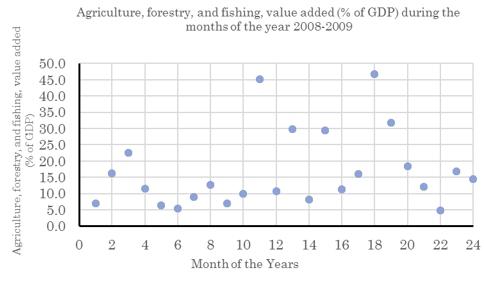 Agriculture, forestry, and fishing, value added (% of GDP) during the
months of the year 2008-2009
Agriculture, forestry, and fishing, value added
(% of GDP)
50.0
45.0
40.0
35.0
30.0
25.0
20.0
15.0
10.0
5.0
0.0
0 2 4 6 8 10 12 14 16 18 20 22 24
Month of the Years